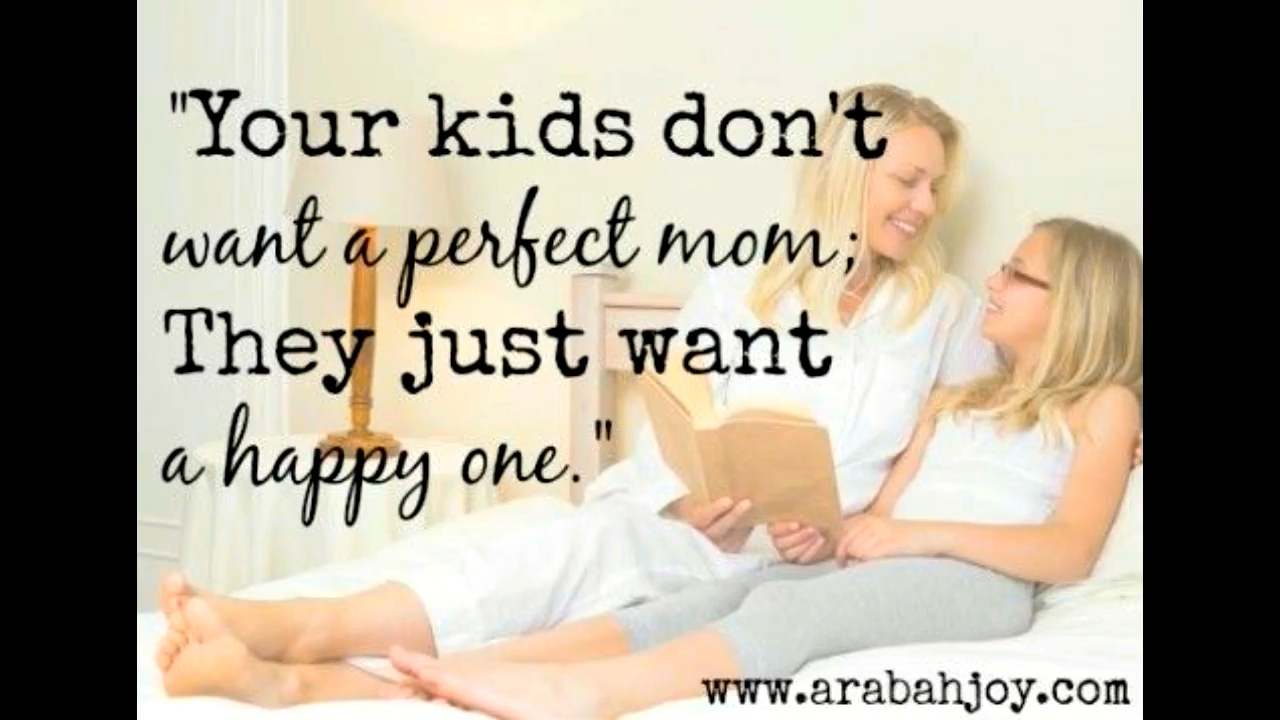 "Your kids don't
want a perfect mom;
They just want
a happy one."
www.arabahjoy.com